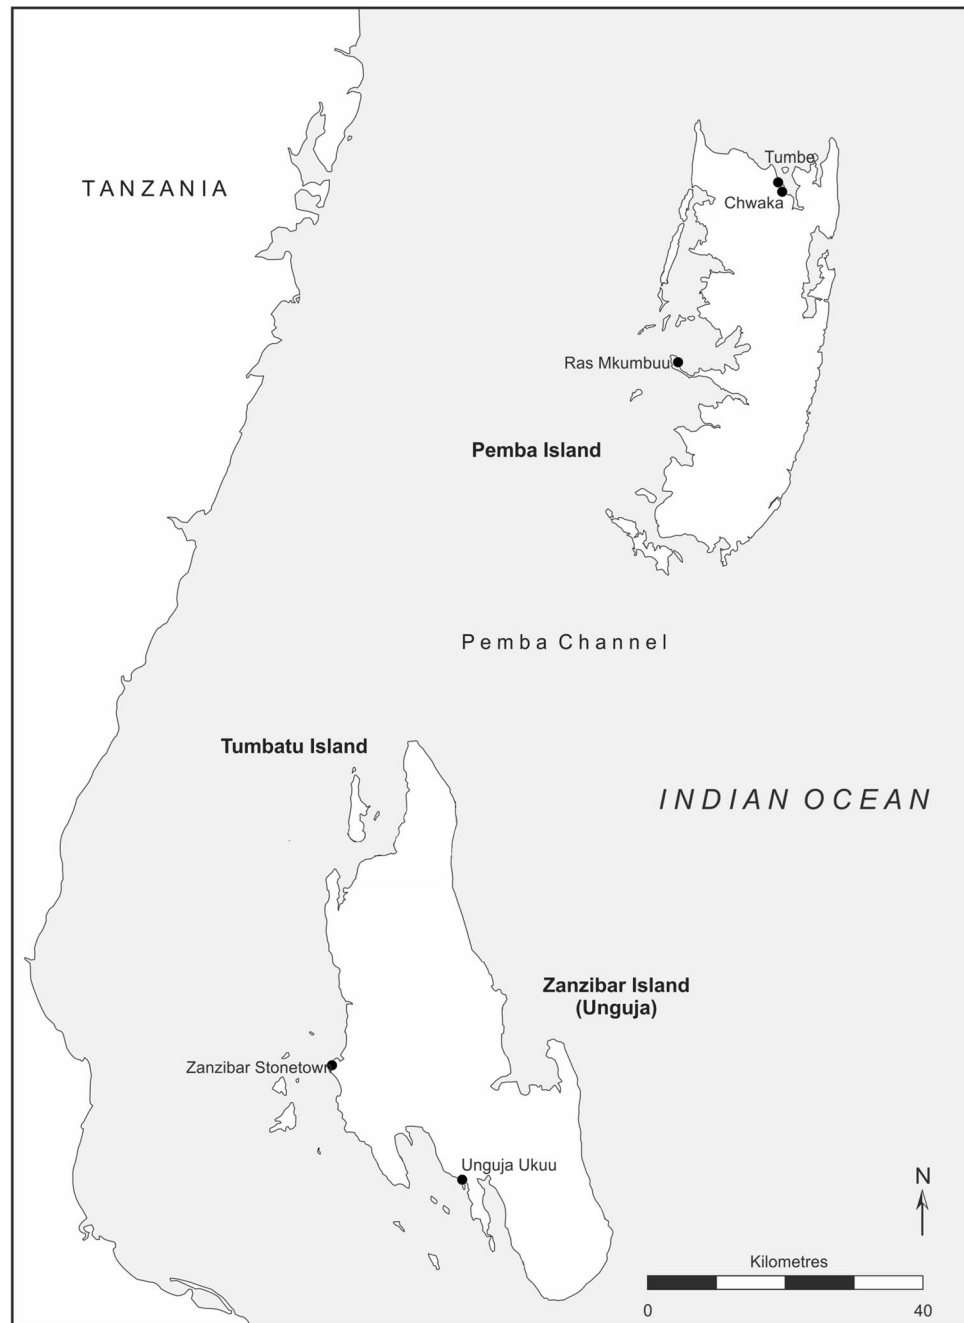 Tumbe
TANZANIA
Chwaka
Ras Mkumbuu
Pemba Island
Pemba Channel
Tumbatu Island
INDIAN OCEAN
Zanzibar Island
(Unguja)
Zanzibar Stonetown
Unguja Ukuu
N
Kilometres
0
40